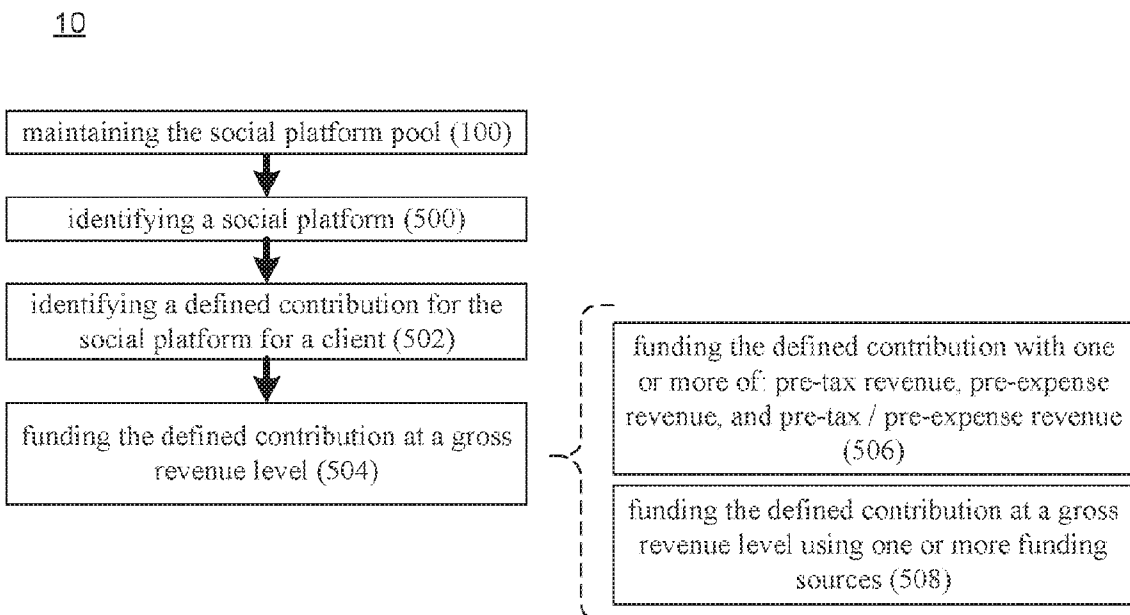 10
maintaining the social platform pool (100)
identifying a social platform (500)
identifying a defined contribution for the
social platform for a client (502)
funding the defined contribution at a gross
revenue level (504)
funding the defined contribution with one
or more of: pre-tax revenue, pre-expense
revenue, and pre-tax / pre-expense revenue
(506)
funding the defined contribution at a gross
revenue level using one or more funding
sources (508)